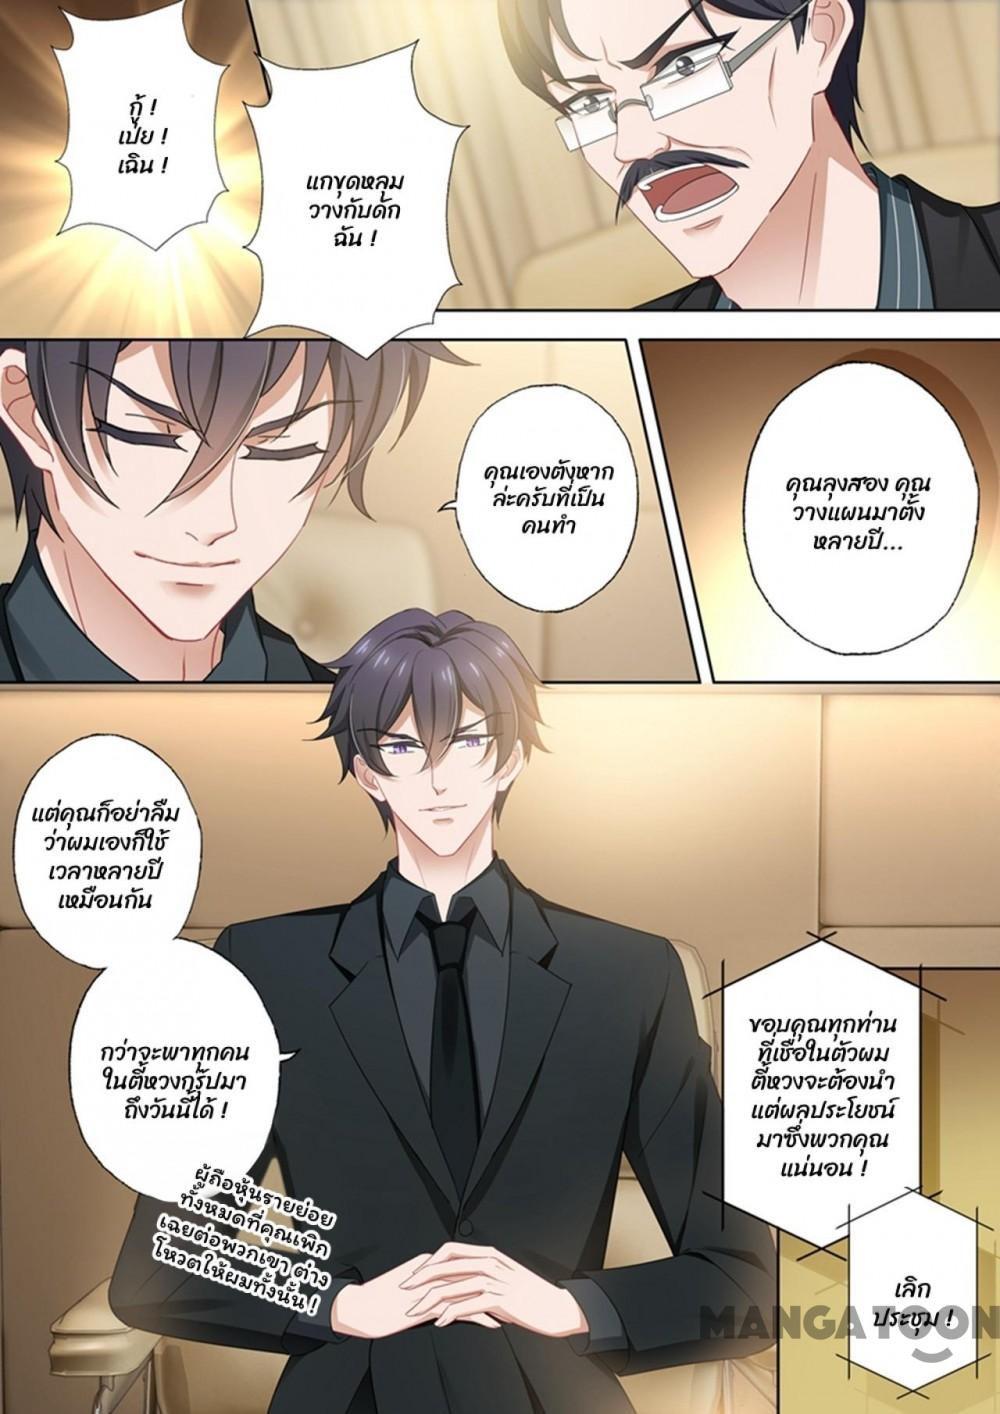 กู้ !
เป่ย !
เฉิน !
แกขุดหลุม
วางกับดัก
ฉัน !
คุณเองตังหาก
ล่ะครับที่เป็น
คนทำ
คุณลุงสอง คุณ
วางแผนมาตั้ง
หลายปี...
แต่คุณก็อย่าลืม
ว่าผมเองก็ใช้
เวลาหลายปี
เหมือนกัน
กว่าจะพาทุกคน
ในตี้หวงกรุ๊ปมา
ถึงวันนี้ได้ !
ผู้ถือหุ้นรายย่อย
ทั้งหมดที่คุณเพิก
เฉยต่อพวกเขา ต่าง
โหวตให้ผมทั้งนั้น !
ขอบคุณทุกท่าน
ที่เชื่อในตัวผม
ตี้หวงจะต้องนำ
แต่ผลประโยชน์
มาซึ่งพวกคุณ
แน่นอน !
เลิก
ประชุม !
MANGATOON